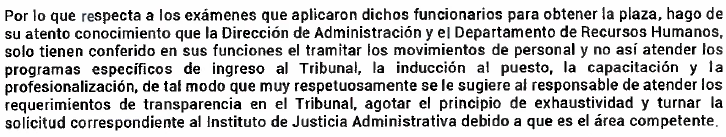 Por lo que respecta a los exámenes que aplicaron dichos funcionarios para obtener la plaza, hago de
su atento conocimiento que la Dirección de Administración y el Departamento de Recursos Humanos,
solo tienen conferido en sus funciones el tramitar los movimientos de personal y no así atender los
programas específicos de ingreso al Tribunal, la inducción al puesto, la capacitación y la
profesionalización, de tal modo que muy respetuosamente se le sugiere al responsable de atender los
requerimientos de transparencia en el Tribunal, agotar el principio de exhaustividad y turnar la
solicitud correspondiente al Instituto de Justicia Administrativa debido a que es el área competente.